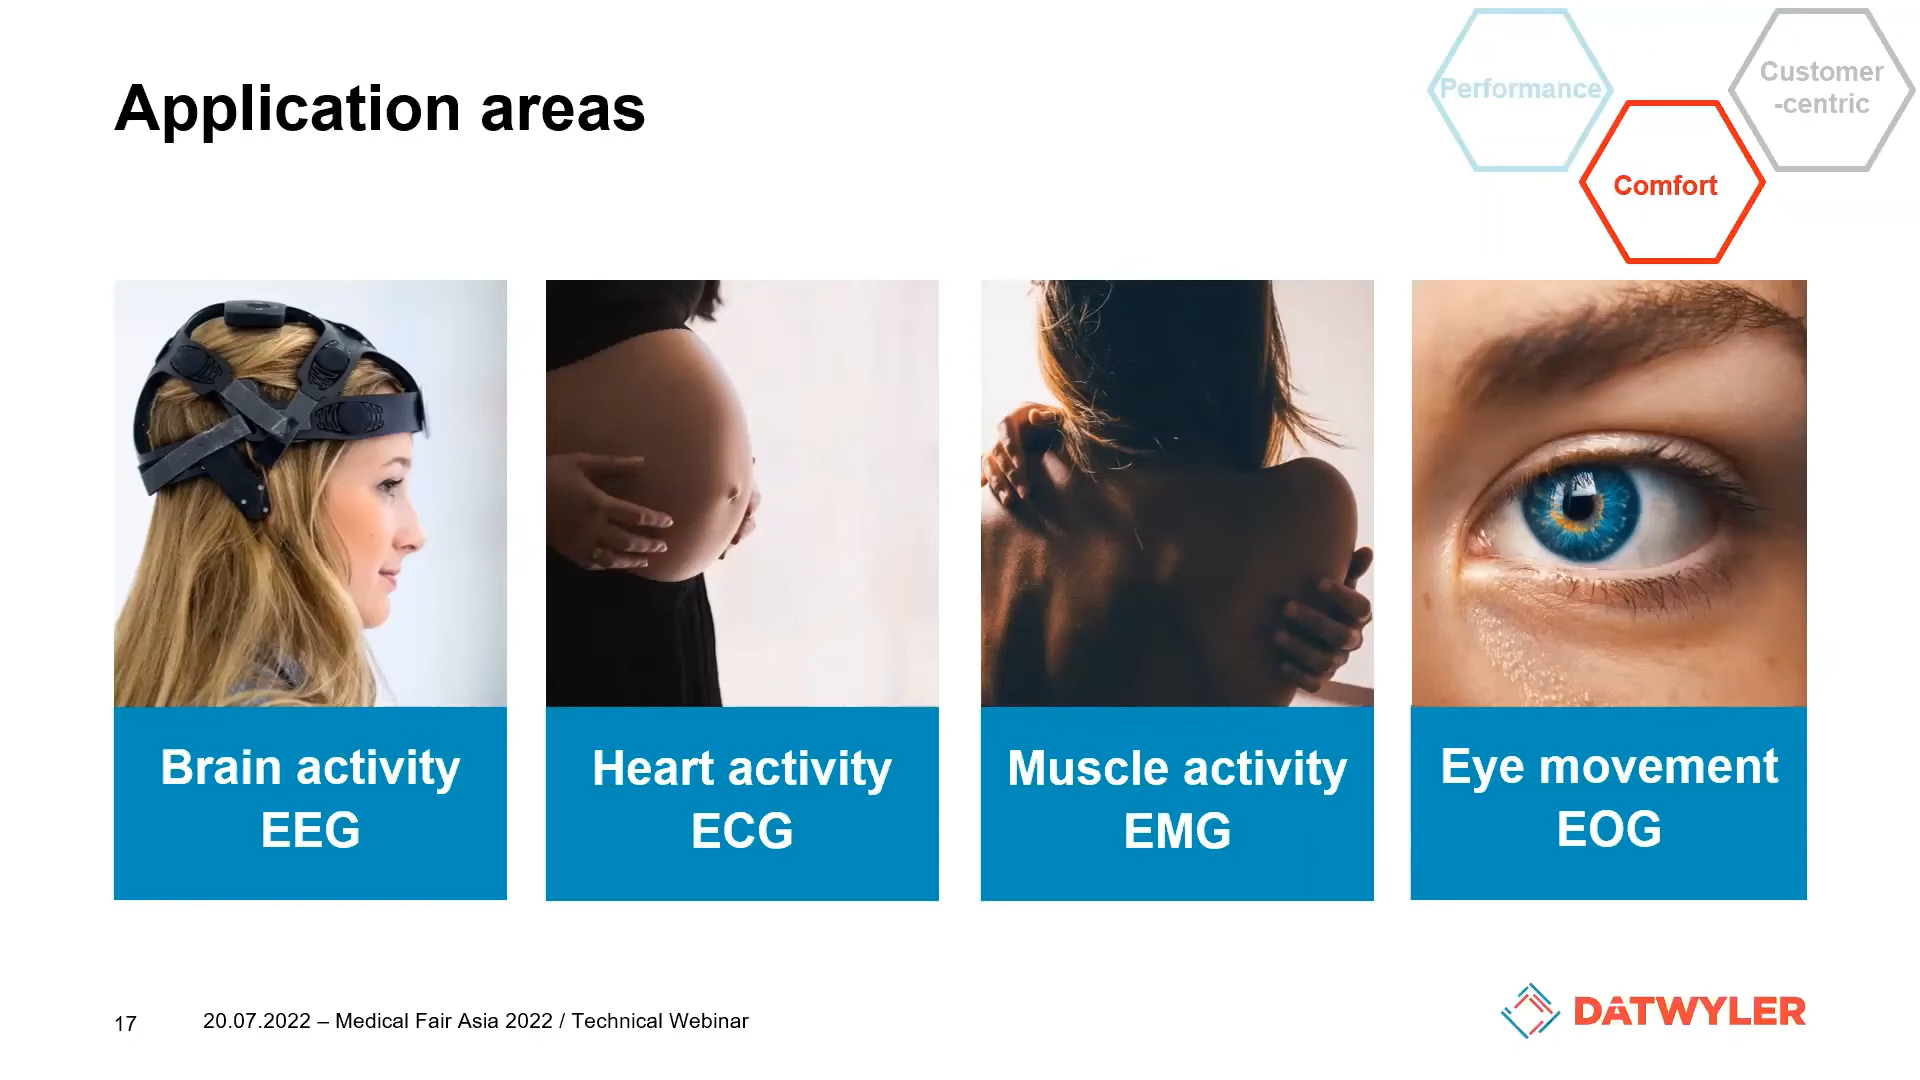 Application areas
Performance
Customer
-centric
Comfort
Brain activity
EEG
Heart activity
ECG
Muscle activity
EMG
Eye movement
EOG
17
20.07.2022 – Medical Fair Asia 2022 / Technical Webinar
DATWYLER